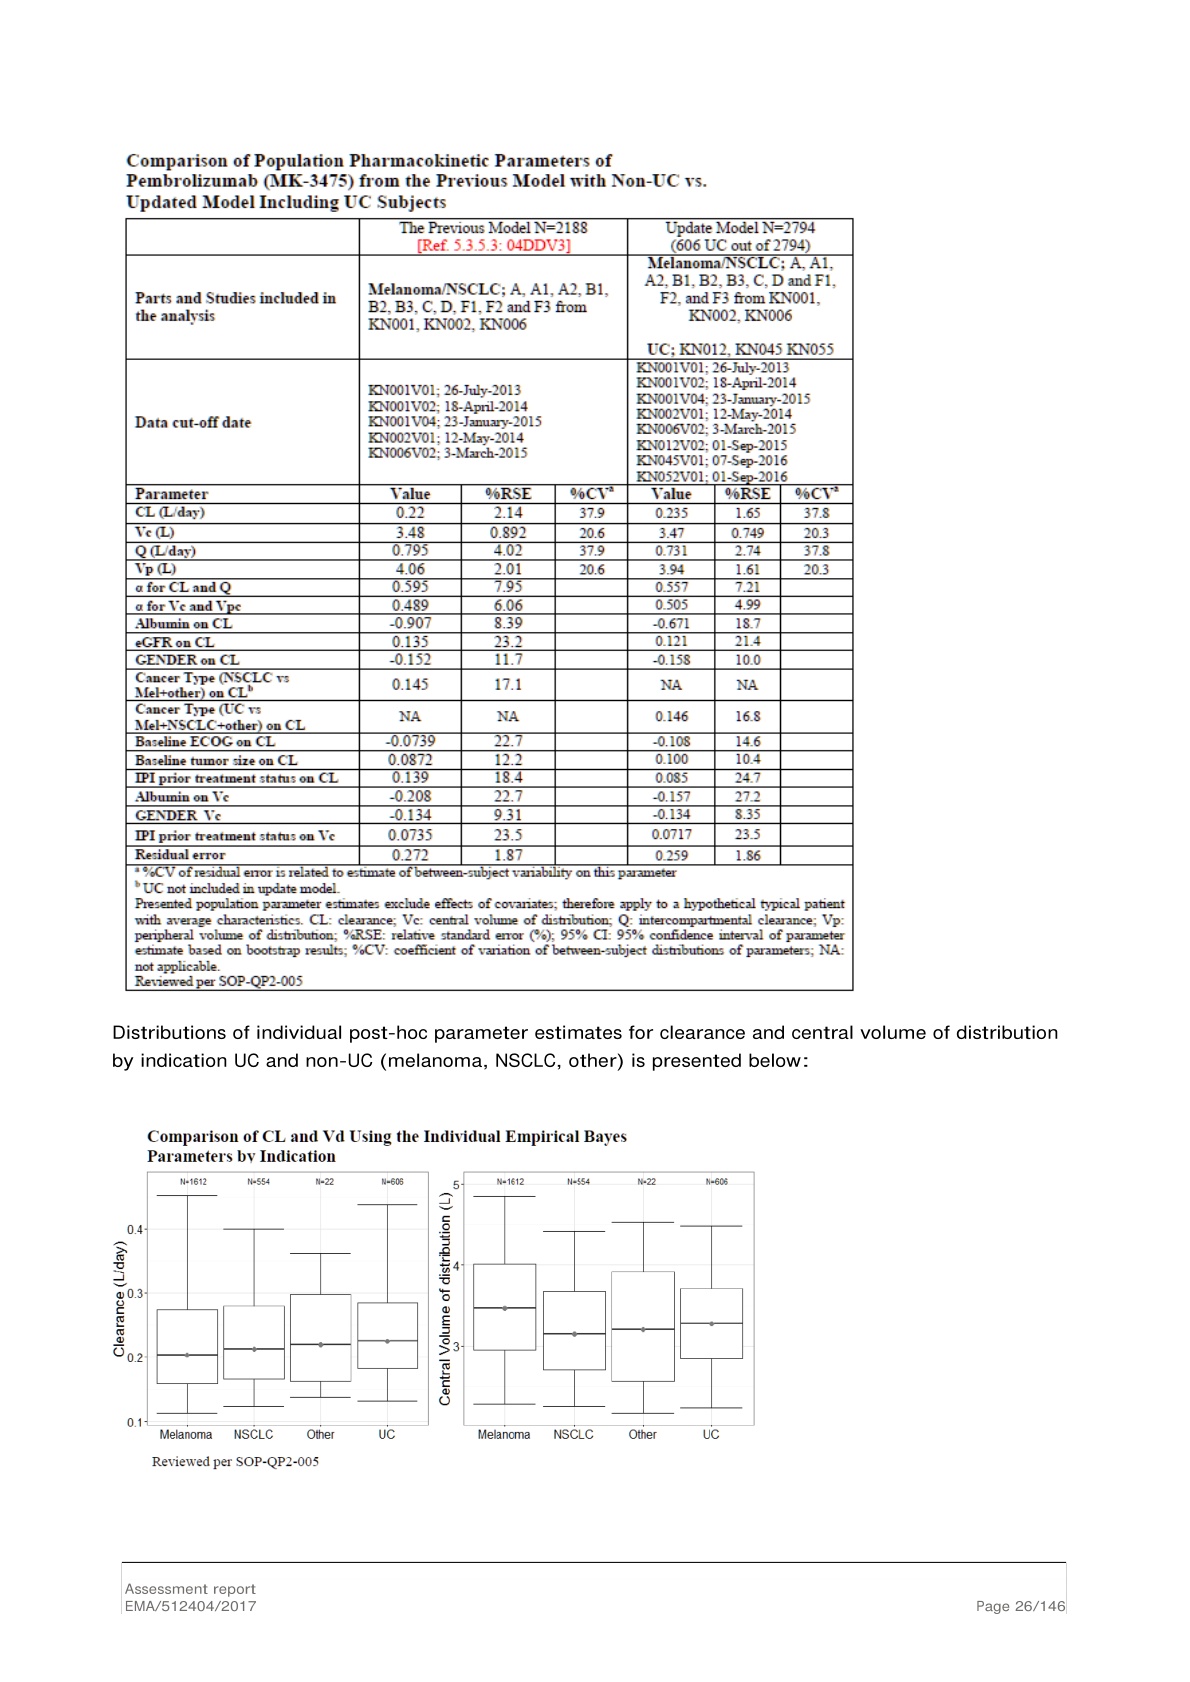 Comparison of Population Pharmacokinetic Parameters of
Pembrolizumab (MK-3475) from the Previous Model with Non-UC vs.
Updated Model Including UC Subjects
The Previous Model N=2188
[Ref. 5.3.5.3: 04DDV3]
Update Model N=2794
(606 UC out of 2794)
Parts and Studies included in
the analysis
Melanoma/NSCLC; A, A1, A2, B1,
B2, B3, C, D, F1, F2 and F3 from
KN001, KN002, KN006
Melanoma/NSCLC; A, A1,
A2, B1, B2, B3, C, D and F1,
F2, and F3 from KN001,
KN002, KN006
UC; KN012, KN045 KN055
Data cut-off date
KN001V01; 26-July-2013
KN001V02; 18-April-2014
KN001V04; 23-January-2015
KN002V01; 12-May-2014
KN006V02; 3-March-2015
KN001V01; 26-July-2013
KN001V02; 18-April-2014
KN001V04; 23-January-2015
KN002V01; 12-May-2014
KN006V02; 3-March-2015
KN012V02; 01-Sep-2015
KN045V01; 07-Sep-2016
KN052V01; 01-Sep-2016
Parameter Value %RSE %CVᵃ Value %RSE %CVᵃ
CL (L/day) 0.22 2.14 37.9 0.235 1.65 37.8
Vc (L) 3.48 0.892 20.6 3.47 0.749 20.3
Q (L/day) 0.795 4.02 37.9 0.731 2.74 37.8
Vp (L) 4.06 2.01 20.6 3.94 1.61 20.3
α for CL and Q 0.595 7.95 0.557 7.21
α for Vc and Vpc 0.489 6.06 0.505 4.99
Albumin on CL -0.907 8.39 -0.671 18.7
eGFR on CL 0.135 23.2 0.121 21.4
GENDER on CL -0.152 11.7 -0.158 10.0
Cancer Type (NSCLC vs
Mel+other) on CLᵇ 0.145 17.1 NA NA
Cancer Type (UC vs
Mel+NSCLC+other) on CL NA NA 0.146 16.8
Baseline ECOG on CL -0.0739 22.7 -0.108 14.6
Baseline tumor size on CL 0.0872 12.2 0.100 10.4
IPI prior treatment status on CL 0.139 18.4 0.085 24.7
Albumin on Vc -0.208 22.7 -0.157 27.2
GENDER Vc -0.134 9.31 -0.134 8.35
IPI prior treatment status on Vc 0.0735 23.5 0.0717 23.5
Residual error 0.272 1.87 0.259 1.86
ᵃ %CV of residual error is related to estimate of between-subject variability on this parameter
ᵇ UC not included in update model.
Presented population parameter estimates exclude effects of covariates; therefore apply to a hypothetical typical patient
with average characteristics. CL: clearance; Vc: central volume of distribution; Q: intercompartmental clearance; Vp:
peripheral volume of distribution; %RSE: relative standard error (%); 95% CI: 95% confidence interval of parameter
estimate based on bootstrap results; %CV: coefficient of variation of between-subject distributions of parameters; NA:
not applicable.
Reviewed per SOP-QP2-005
Distributions of individual post-hoc parameter estimates for clearance and central volume of distribution
by indication UC and non-UC (melanoma, NSCLC, other) is presented below:
Comparison of CL and Vd Using the Individual Empirical Bayes
Parameters by Indication
N=1612 N=554 N=22 N=606
Clearance (L/day)
0.4
0.3
0.2
0.1
Melanoma NSCLC Other UC
N=1612 N=554 N=22 N=606
Central Volume of distribution (L)
5
4
3
Melanoma NSCLC Other UC
Reviewed per SOP-QP2-005
Assessment report
EMA/512404/2017 Page 26/146